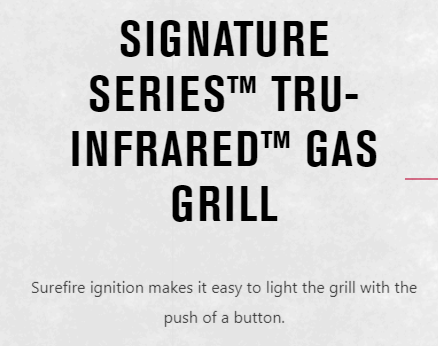 SIGNATURE
SERIES™ TRU-
INFRARED™ GAS
GRILL
Surefire ignition makes it easy to light the grill with the
push of a button.